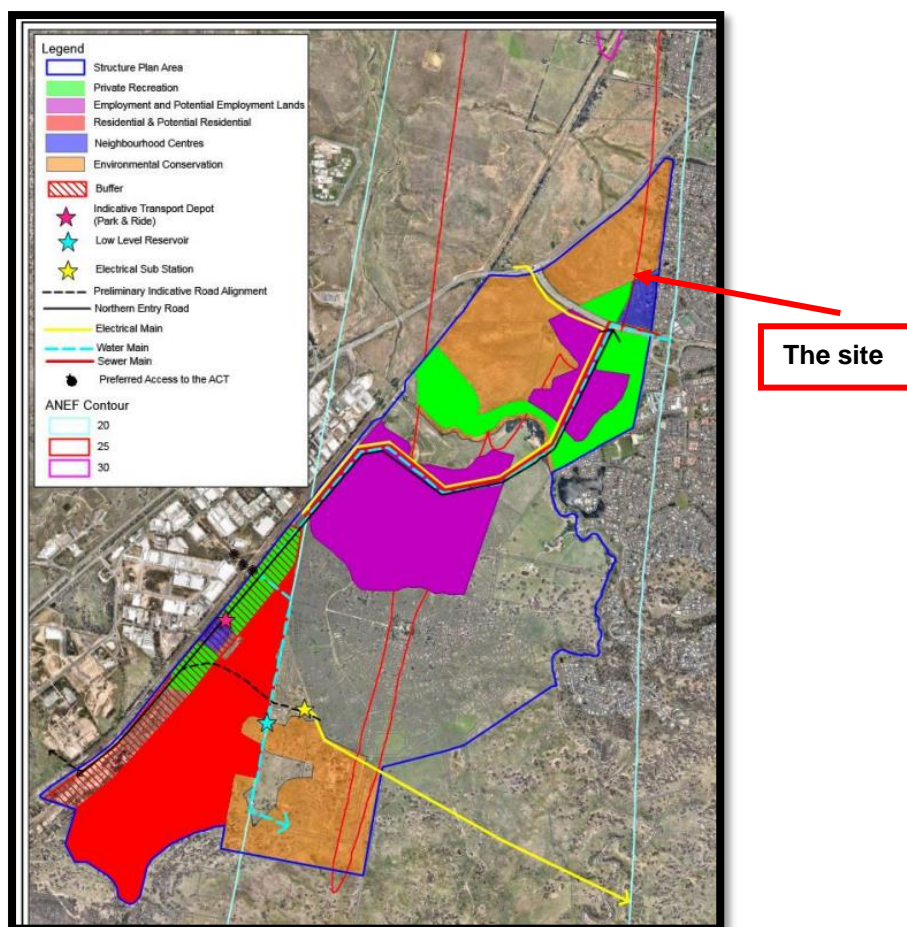 Legend
Structure Plan Area
Private Recreation
Employment and Potential Employment Lands
Residential & Potential Residential
Neighbourhood Centres
Environmental Conservation
Buffer
Indicative Transport Depot
(Park & Ride)
Low Level Reservoir
Electrical Sub Station
Preliminary Indicative Road Alignment
Northern Entry Road
Electrical Main
Water Main
Sewer Main
Preferred Access to the ACT
ANEF Contour
20
25
30
The site